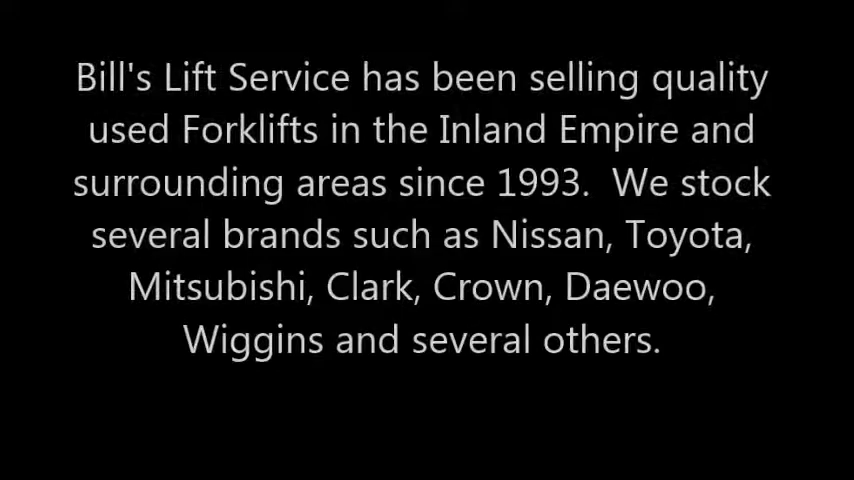 Bill's Lift Service has been selling quality
used Forklifts in the Inland Empire and
surrounding areas since 1993.  We stock
several brands such as Nissan, Toyota,
Mitsubishi, Clark, Crown, Daewoo,
Wiggins and several others.